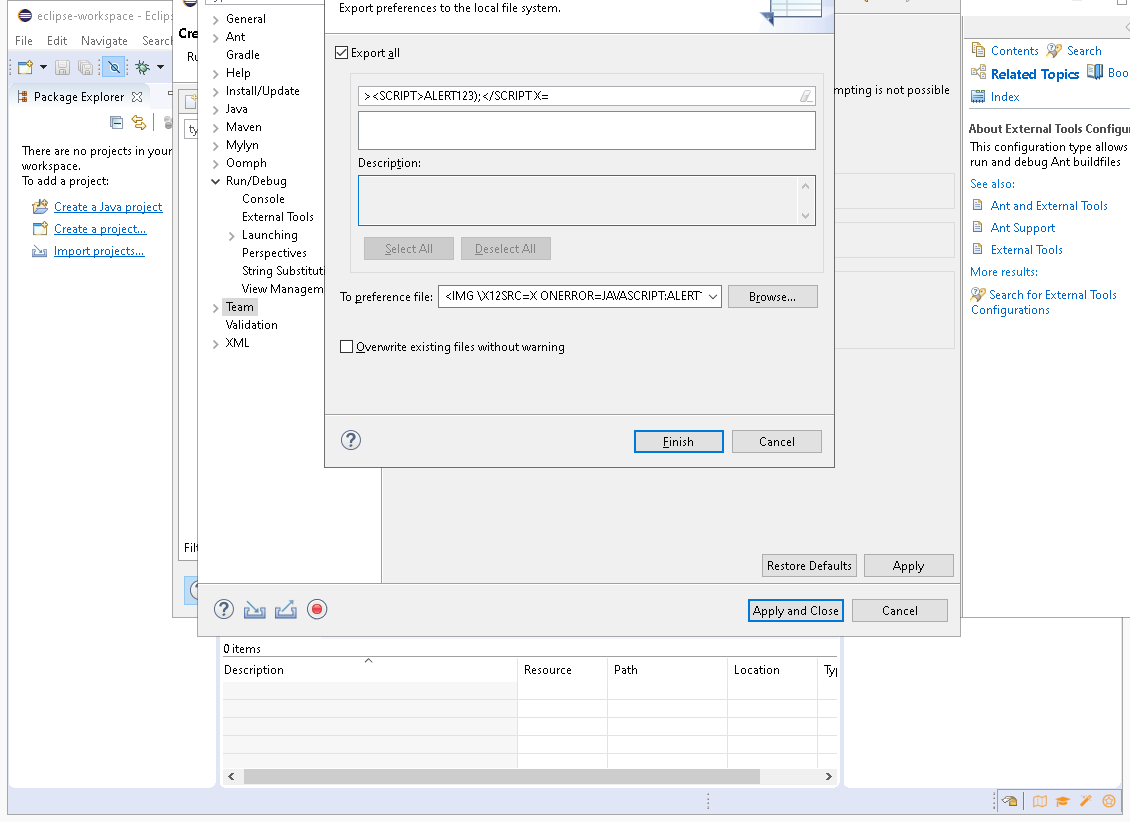 eclipse-workspace - Eclips
File Edit Navigate Search
Package Explorer
There are no projects in your
workspace.
To add a project:
Create a Java project
Create a project...
Import projects...
Cre
Ru
ty
Filt
General
Ant
Gradle
Help
Install/Update
Java
Maven
Mylyn
Oomph
Run/Debug
Console
External Tools
Launching
Perspectives
String Substituti
View Managem
Team
Validation
XML
Export preferences to the local file system.
Export all
><SCRIPT>ALERT123);</SCRIPT X=
Description:
Select All Deselect All
To preference file: <IMG \X12SRC=X ONERROR=JAVASCRIPT:ALERT Browse...
Overwrite existing files without warning
Finish Cancel
mpting is not possible
Restore Defaults Apply
Apply and Close Cancel
Contents Search
Related Topics Boo
Index
About External Tools Configu
This configuration type allows
run and debug Ant buildfiles
See also:
Ant and External Tools
Ant Support
External Tools
More results:
Search for External Tools
Configurations
0 items
Description Resource Path Location Typ